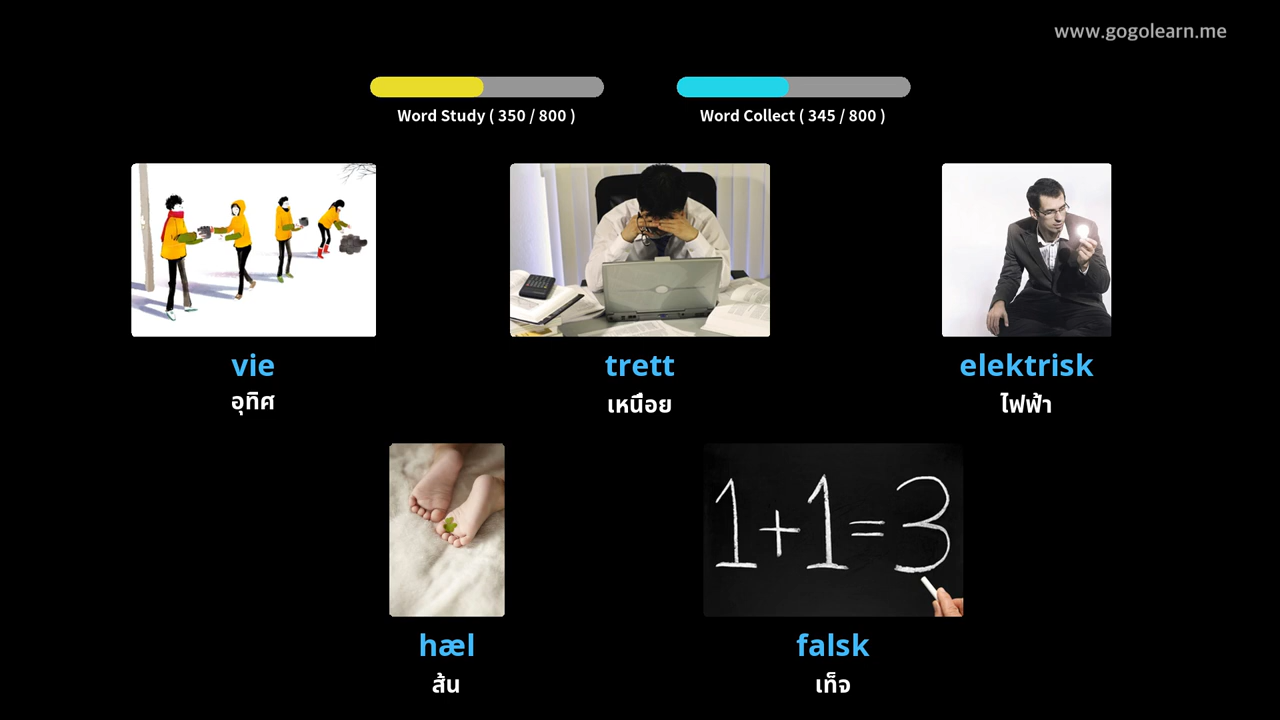 www.gogolearn.me
Word Study ( 350 / 800 )
Word Collect ( 345 / 800 )
vie
อุทิศ
trett
เหนื่อย
elektrisk
ไฟฟ้า
1+1=3
hæl
ส้น
falsk
เท็จ